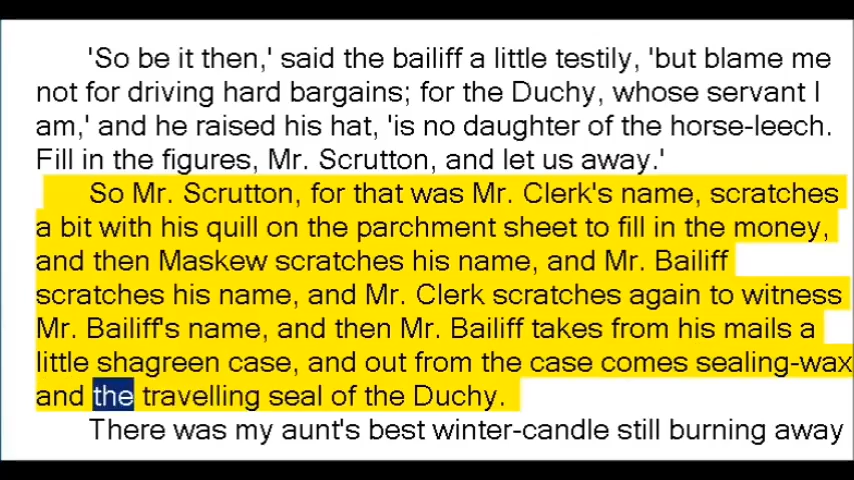 'So be it then,' said the bailiff a little testily, 'but blame me
not for driving hard bargains; for the Duchy, whose servant I
am,' and he raised his hat, 'is no daughter of the horse-leech.
Fill in the figures, Mr. Scrutton, and let us away.'
So Mr. Scrutton, for that was Mr. Clerk's name, scratches
a bit with his quill on the parchment sheet to fill in the money,
and then Maskew scratches his name, and Mr. Bailiff
scratches his name, and Mr. Clerk scratches again to witness
Mr. Bailiff's name, and then Mr. Bailiff takes from his mails a
little shagreen case, and out from the case comes sealing-wax
and the travelling seal of the Duchy.
There was my aunt's best winter-candle still burning away